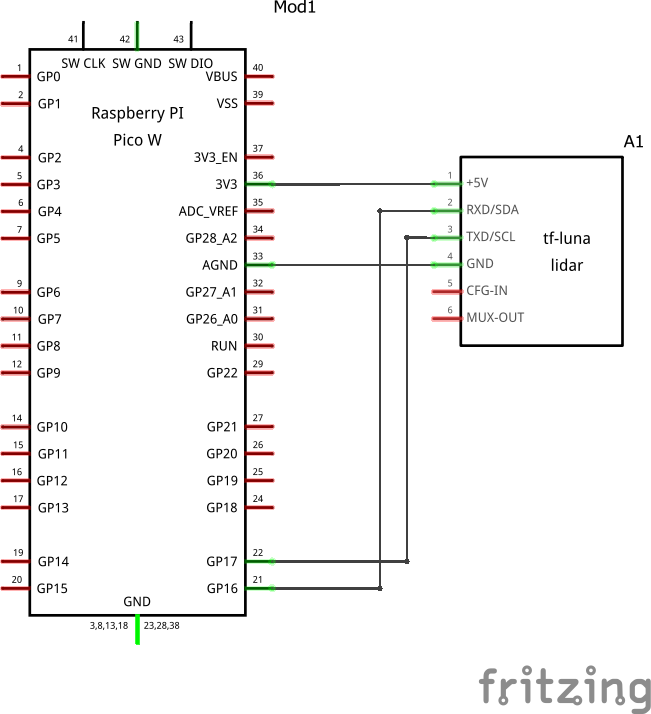 Mod1
41 42 43
SW CLK SW GND SW DIO
1 GP0 VBUS 40
2 GP1 VSS 39
Raspberry PI
Pico W
4 GP2 3V3_EN 37
5 GP3 3V3 36
6 GP4 ADC_VREF 35
7 GP5 GP28_A2 34
AGND 33
9 GP6 GP27_A1 32
10 GP7 GP26_A0 31
11 GP8 RUN 30
12 GP9 GP22 29
14 GP10 GP21 27
15 GP11 GP20 26
16 GP12 GP19 25
17 GP13 GP18 24
19 GP14 GP17 22
20 GP15 GP16 21
GND
3,8,13,18 23,28,38
A1
1 +5V
2 RXD/SDA
3 TXD/SCL
4 GND
5 CFG-IN
6 MUX-OUT
tf-luna
lidar
fritzing